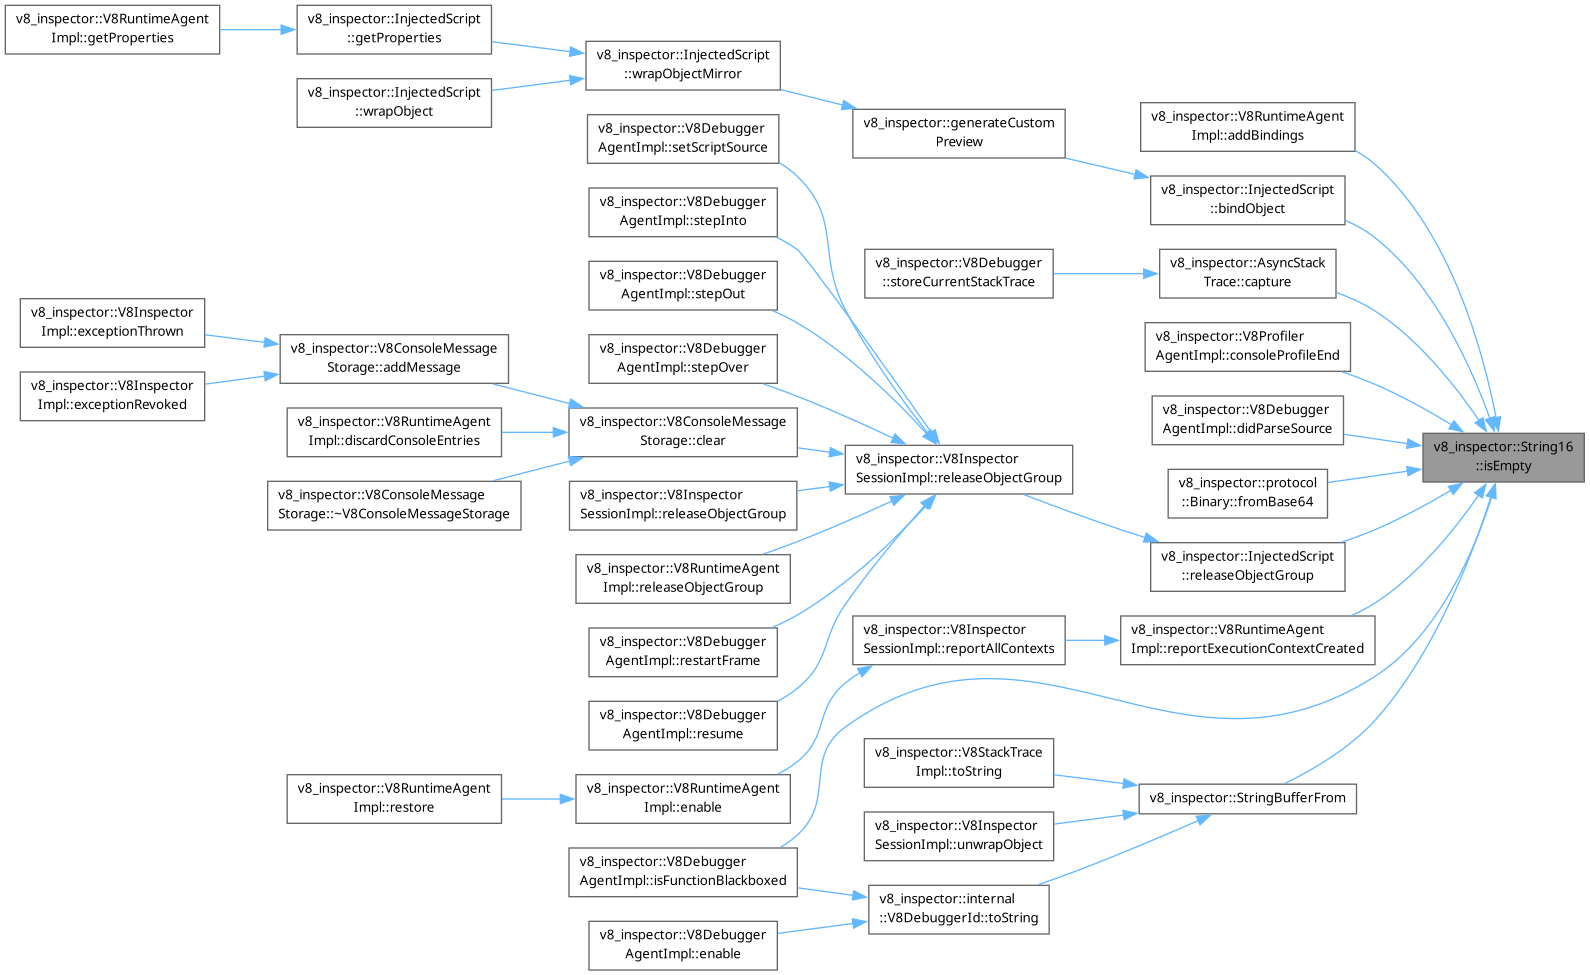 v8_inspector::V8RuntimeAgent
Impl::getProperties
v8_inspector::InjectedScript
::getProperties
v8_inspector::InjectedScript
::wrapObjectMirror
v8_inspector::InjectedScript
::wrapObject
v8_inspector::generateCustom
Preview
v8_inspector::V8RuntimeAgent
Impl::addBindings
v8_inspector::V8Debugger
AgentImpl::setScriptSource
v8_inspector::InjectedScript
::bindObject
v8_inspector::V8Debugger
AgentImpl::stepInto
v8_inspector::V8Debugger
::storeCurrentStackTrace
v8_inspector::AsyncStack
Trace::capture
v8_inspector::V8Debugger
AgentImpl::stepOut
v8_inspector::V8Inspector
Impl::exceptionThrown
v8_inspector::V8Profiler
AgentImpl::consoleProfileEnd
v8_inspector::V8ConsoleMessage
Storage::addMessage
v8_inspector::V8Debugger
AgentImpl::stepOver
v8_inspector::V8Inspector
Impl::exceptionRevoked
v8_inspector::V8Debugger
AgentImpl::didParseSource
v8_inspector::V8RuntimeAgent
Impl::discardConsoleEntries
v8_inspector::V8ConsoleMessage
Storage::clear
v8_inspector::String16
::isEmpty
v8_inspector::V8Inspector
SessionImpl::releaseObjectGroup
v8_inspector::protocol
::Binary::fromBase64
v8_inspector::V8ConsoleMessage
Storage::~V8ConsoleMessageStorage
v8_inspector::V8Inspector
SessionImpl::releaseObjectGroup
v8_inspector::InjectedScript
::releaseObjectGroup
v8_inspector::V8RuntimeAgent
Impl::releaseObjectGroup
v8_inspector::V8Inspector
SessionImpl::reportAllContexts
v8_inspector::V8RuntimeAgent
Impl::reportExecutionContextCreated
v8_inspector::V8Debugger
AgentImpl::restartFrame
v8_inspector::V8Debugger
AgentImpl::resume
v8_inspector::V8StackTrace
Impl::toString
v8_inspector::V8RuntimeAgent
Impl::restore
v8_inspector::V8RuntimeAgent
Impl::enable
v8_inspector::StringBufferFrom
v8_inspector::V8Inspector
SessionImpl::unwrapObject
v8_inspector::V8Debugger
AgentImpl::isFunctionBlackboxed
v8_inspector::internal
::V8DebuggerId::toString
v8_inspector::V8Debugger
AgentImpl::enable